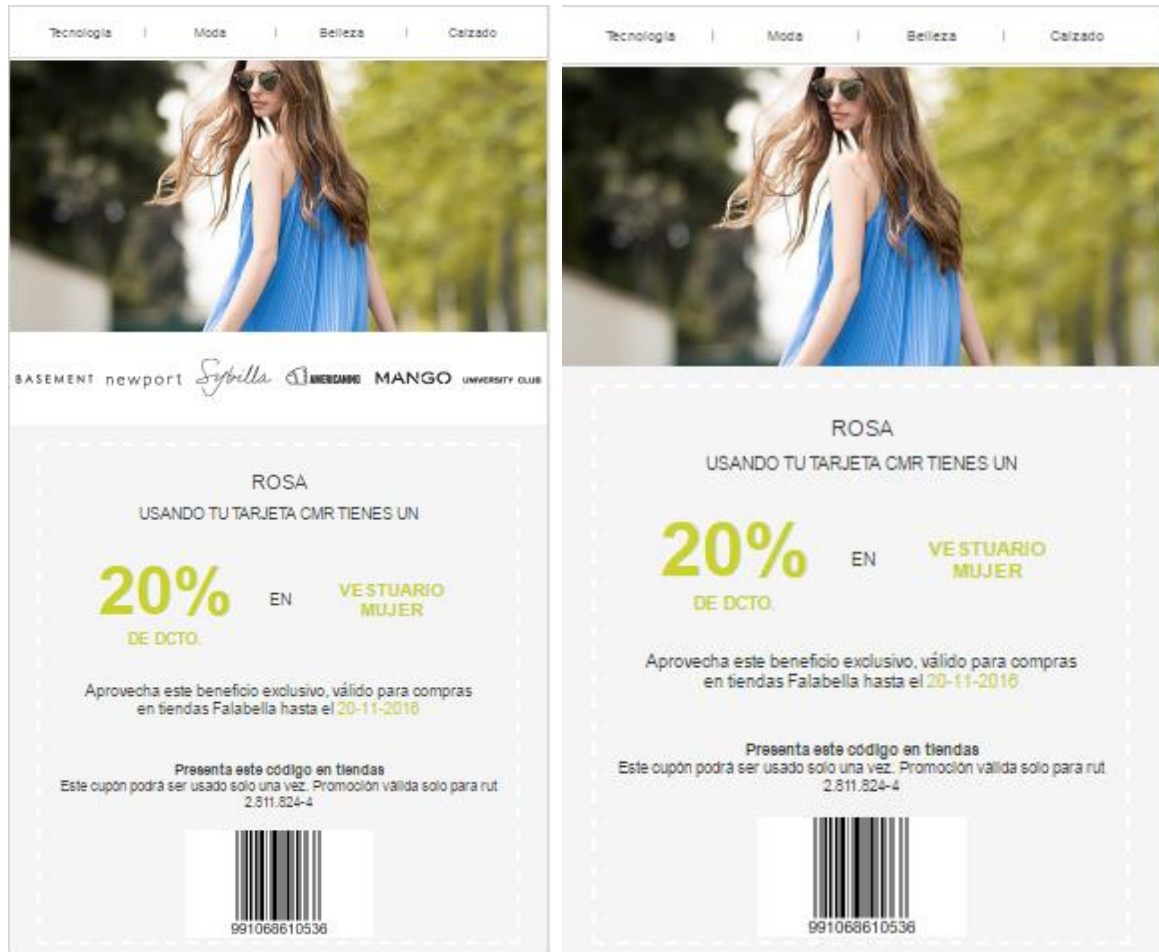 Tecnología | Moda | Belleza | Calzado
BASEMENT newport Sybilla AMERICANINO MANGO UNIVERSITY CLUB
ROSA
USANDO TU TARJETA CMR TIENES UN
20%
DE DCTO.
EN
VESTUARIO
MUJER
Aprovecha este beneficio exclusivo, válido para compras
en tiendas Falabella hasta el 20-11-2016
Presenta este código en tiendas
Este cupón podrá ser usado solo una vez. Promoción válida solo para rut
2.811.824-4
991068610536
Tecnología | Moda | Belleza | Calzado
ROSA
USANDO TU TARJETA CMR TIENES UN
20%
DE DCTO.
EN
VESTUARIO
MUJER
Aprovecha este beneficio exclusivo, válido para compras
en tiendas Falabella hasta el 20-11-2016
Presenta este código en tiendas
Este cupón podrá ser usado solo una vez. Promoción válida solo para rut
2.811.824-4
991068610536